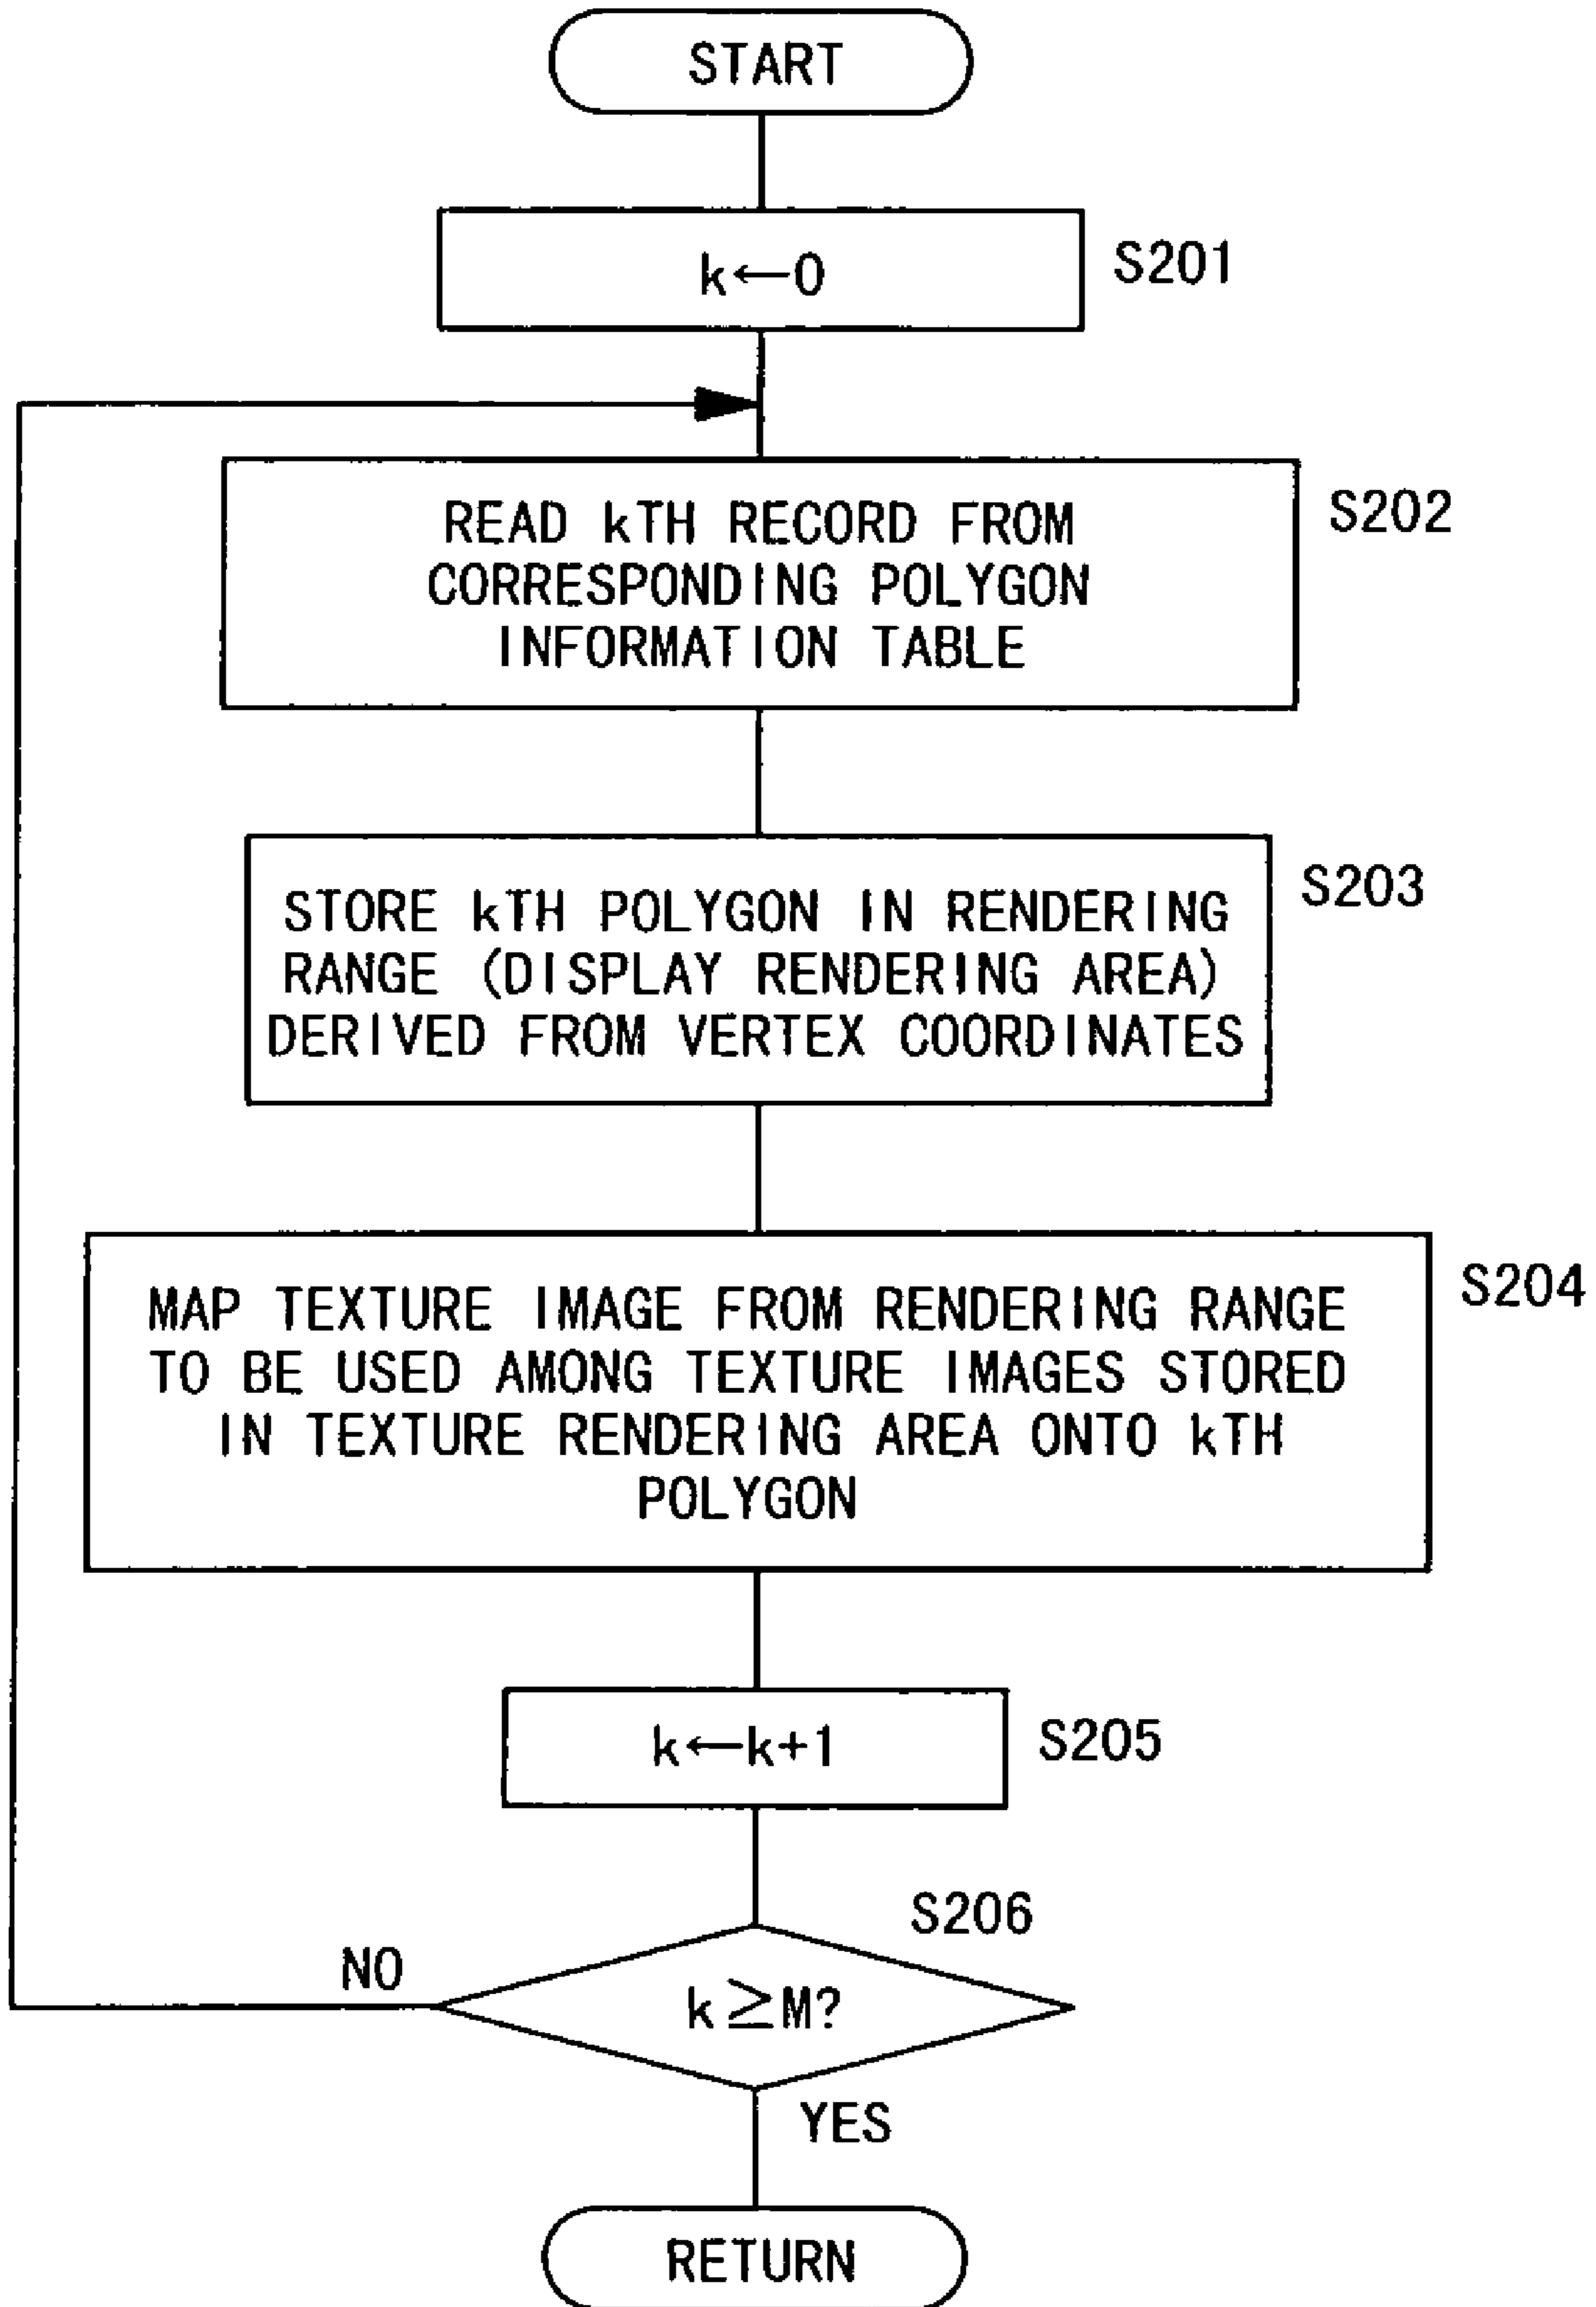 START
k←0
S201
READ kTH RECORD FROM
CORRESPONDING POLYGON
INFORMATION TABLE
S202
STORE kTH POLYGON IN RENDERING
RANGE (DISPLAY RENDERING AREA)
DERIVED FROM VERTEX COORDINATES
S203
MAP TEXTURE IMAGE FROM RENDERING RANGE
TO BE USED AMONG TEXTURE IMAGES STORED
IN TEXTURE RENDERING AREA ONTO kTH
POLYGON
S204
k←k+1
S205
S206
NO
k≧M?
YES
RETURN